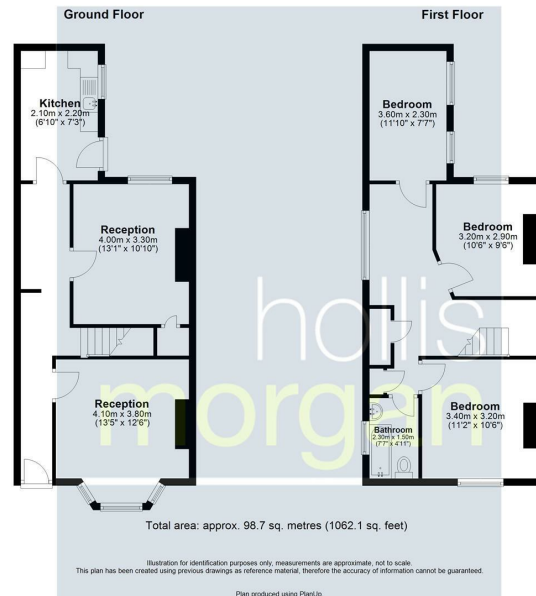 Ground Floor
First Floor
Kitchen
2.10m x 2.20m
(6'10" x 7'3")
Reception
4.00m x 3.30m
(13'1" x 10'10")
Reception
4.10m x 3.80m
(13'5" x 12'6")
Bedroom
3.60m x 2.30m
(11'10" x 7'7")
Bedroom
3.20m x 2.90m
(10'6" x 9'6")
Bedroom
3.40m x 3.20m
(11'2" x 10'6")
Bathroom
2.30m x 1.50m
(7'7" x 4'11")
hollis
morgan
Total area: approx. 98.7 sq. metres (1062.1 sq. feet)
Illustration for identification purposes only, measurements are approximate, not to scale.
This plan has been created using previous drawings as reference material, therefore the accuracy of information cannot be guaranteed.
Plan produced using PlanUp.